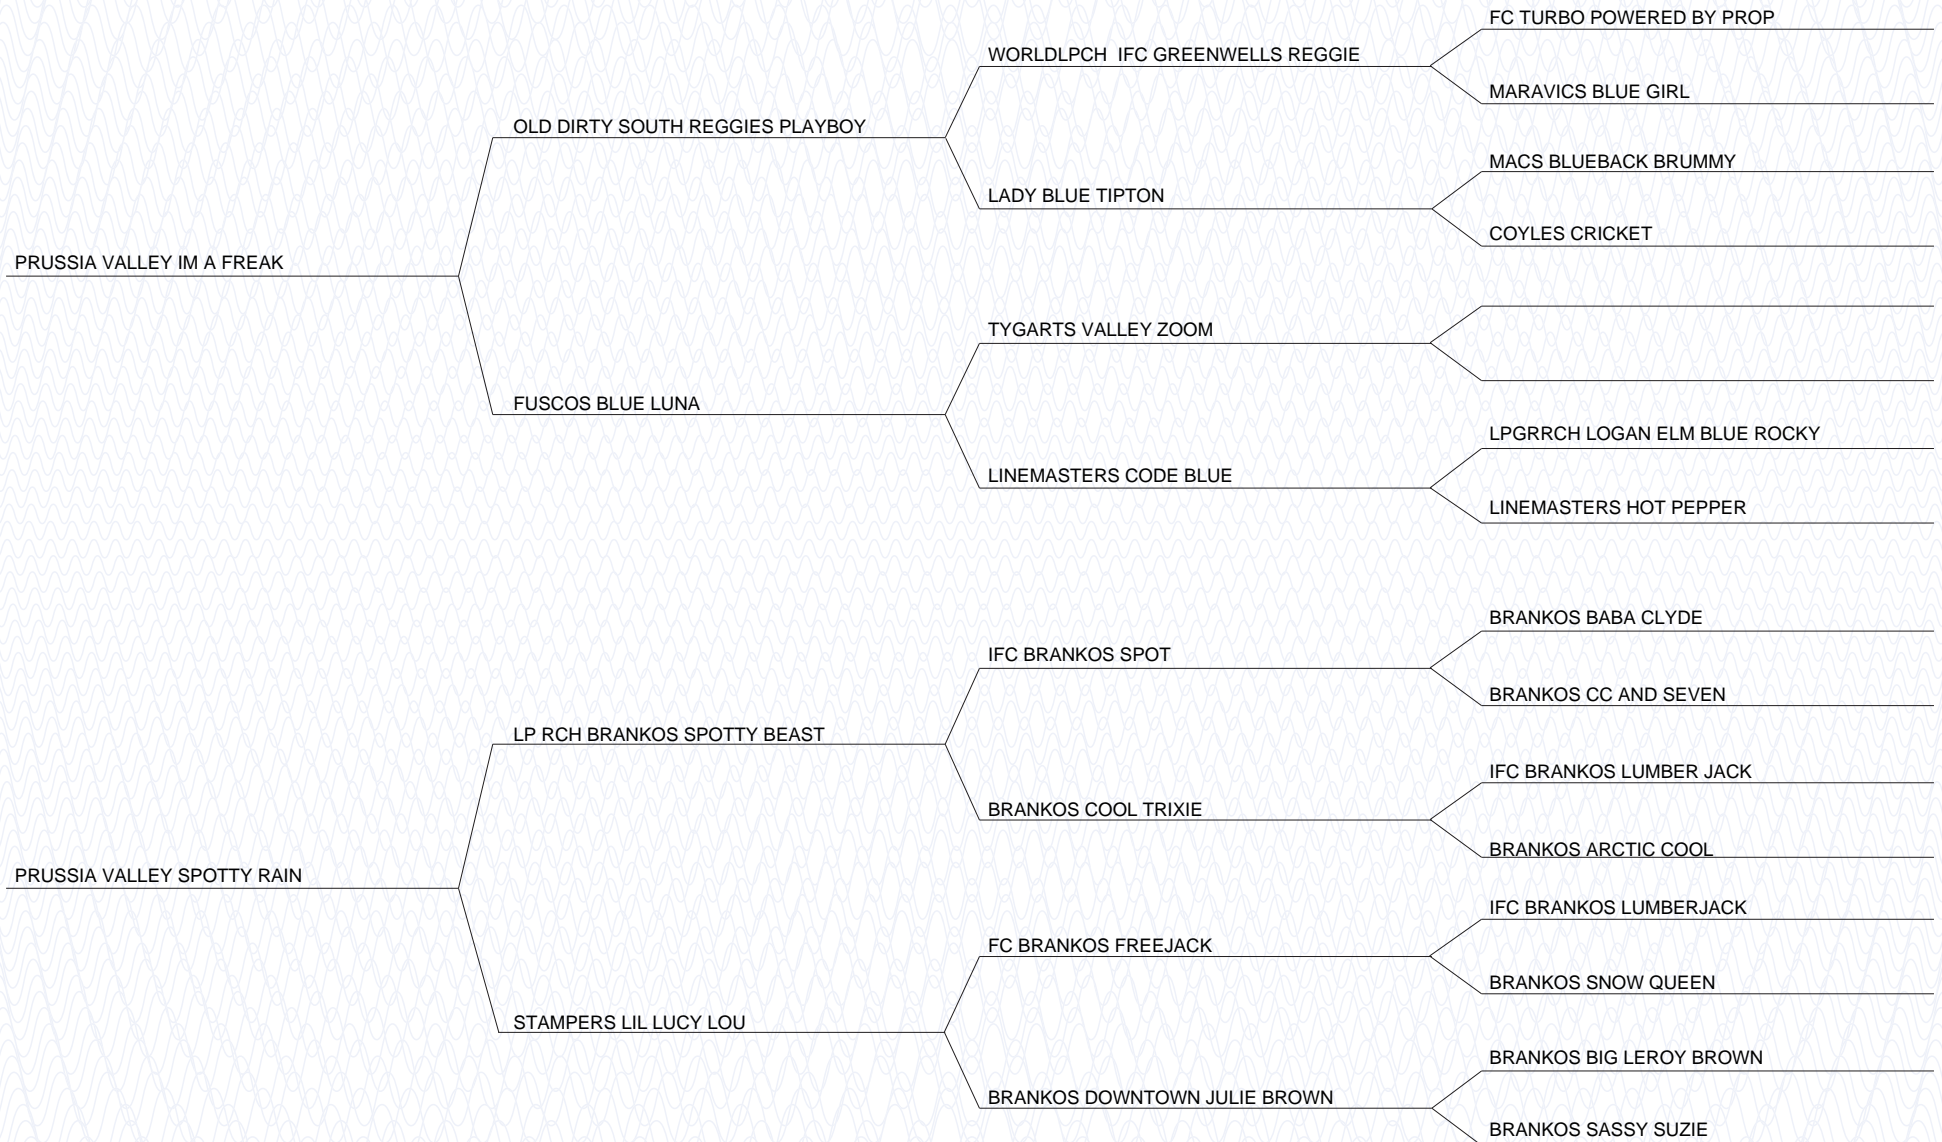 FC TURBO POWERED BY PROP
WORLDLPCH  IFC GREENWELLS REGGIE
MARAVICS BLUE GIRL
OLD DIRTY SOUTH REGGIES PLAYBOY
MACS BLUEBACK BRUMMY
LADY BLUE TIPTON
COYLES CRICKET
PRUSSIA VALLEY IM A FREAK
TYGARTS VALLEY ZOOM
FUSCOS BLUE LUNA
LPGRRCH LOGAN ELM BLUE ROCKY
LINEMASTERS CODE BLUE
LINEMASTERS HOT PEPPER
BRANKOS BABA CLYDE
IFC BRANKOS SPOT
BRANKOS CC AND SEVEN
LP RCH BRANKOS SPOTTY BEAST
IFC BRANKOS LUMBER JACK
BRANKOS COOL TRIXIE
BRANKOS ARCTIC COOL
PRUSSIA VALLEY SPOTTY RAIN
IFC BRANKOS LUMBERJACK
FC BRANKOS FREEJACK
BRANKOS SNOW QUEEN
STAMPERS LIL LUCY LOU
BRANKOS BIG LEROY BROWN
BRANKOS DOWNTOWN JULIE BROWN
BRANKOS SASSY SUZIE